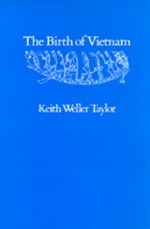 The Birth of Vietnam
Keith Weller Taylor